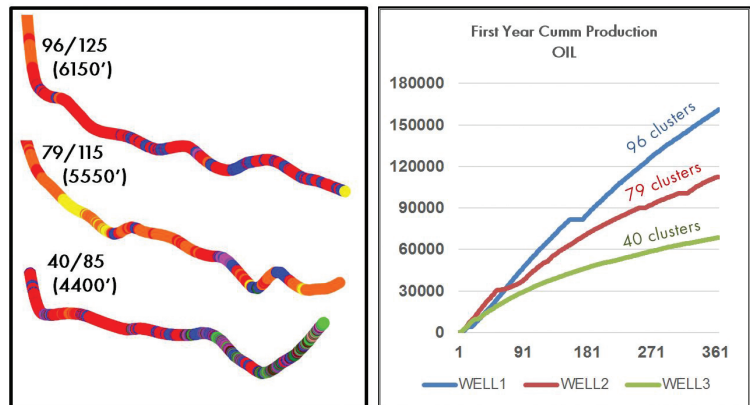 96/125
(6150')
79/115
(5550')
40/85
(4400')
First Year Cumm Production
OIL
180000
150000
120000
90000
60000
30000
0
96 clusters
79 clusters
40 clusters
1 91 181 271 361
WELL1 WELL2 WELL3